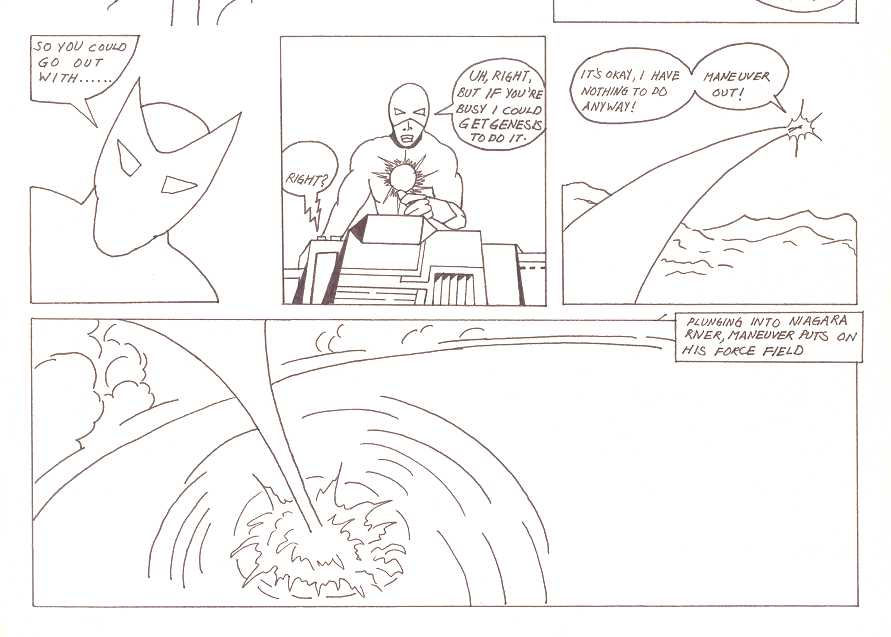 SO YOU COULD
GO OUT
WITH......
UH, RIGHT,
BUT IF YOU'RE
BUSY I COULD
GET GENESIS
TO DO IT.
RIGHT?
IT'S OKAY, I HAVE
NOTHING TO DO
ANYWAY!
MANEUVER
OUT!
PLUNGING INTO NIAGARA
RIVER, MANEUVER PUTS ON
HIS FORCE FIELD